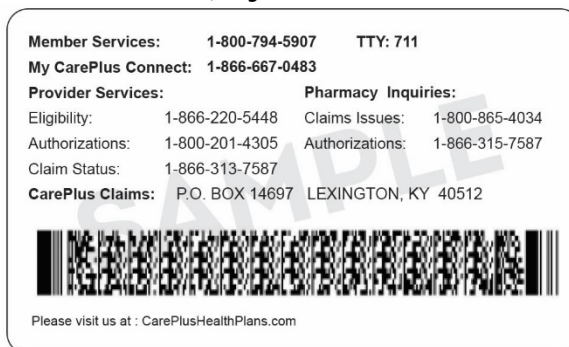 Member Services: 1-800-794-5907 TTY: 711
My CarePlus Connect: 1-866-667-0483
Provider Services: Pharmacy Inquiries:
Eligibility: 1-866-220-5448 Claims Issues: 1-800-865-4034
Authorizations: 1-800-201-4305 Authorizations: 1-866-315-7587
Claim Status: 1-866-313-7587
CarePlus Claims: P.O. BOX 14697 LEXINGTON, KY 40512
SAMPLE
Please visit us at : CarePlusHealthPlans.com